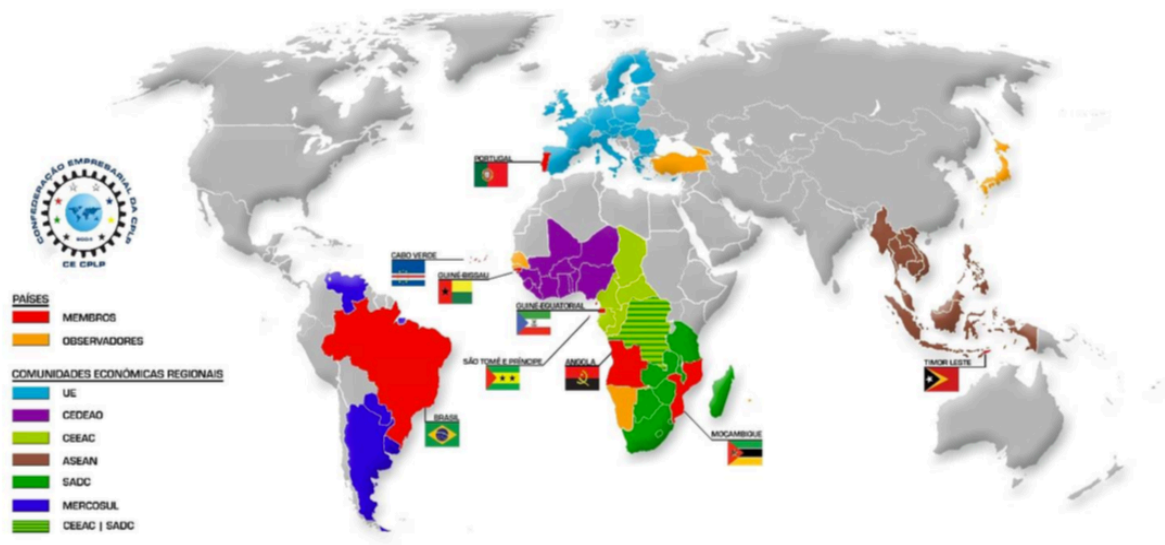 PORTUGAL
CONFEDERAÇÃO EMPRESARIAL DA CPLP
2004
CE CPLP
CABO VERDE
GUINÉ-BISSAU
GUINÉ-EQUATORIAL
SÃO TOMÉ E PRÍNCIPE
ANGOLA
TIMOR LESTE
BRASIL
MOÇAMBIQUE
PAÍSES
MEMBROS
OBSERVADORES
COMUNIDADES ECONÓMICAS REGIONAIS
UE
CEDEAO
CEEAC
ASEAN
SADC
MERCOSUL
CEEAC | SADC